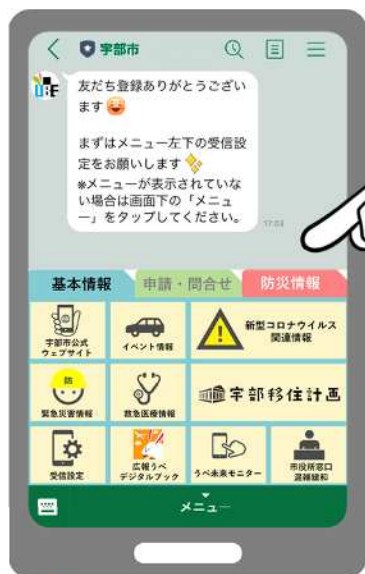 宇部市
UBE
友だち登録ありがとうござい
ます
まずはメニュー左下の受信設
定をお願いします
※メニューが表示されていな
い場合は画面下の「メニュ
ー」をタップしてください。
17:03
基本情報
申請・問合せ
防災情報
宇部市公式
ウェブサイト
イベント情報
新型コロナウイルス
関連情報
防
緊急災害情報
救急医療情報
宇部移住計画
受信設定
広報うべ
デジタルブック
うべ未来モニター
市役所窓口
混雑緩和
メニュー